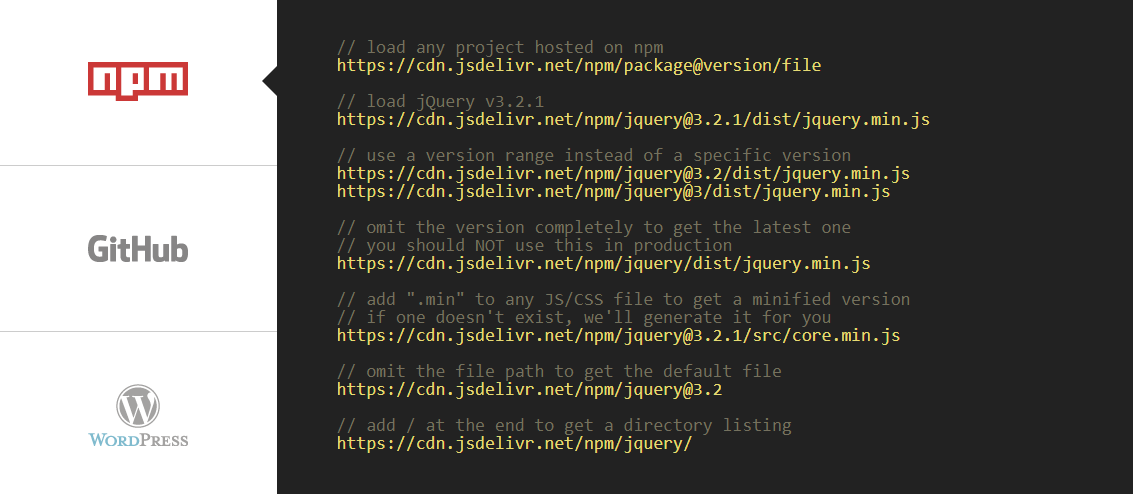 npm
GitHub
WORDPRESS
// load any project hosted on npm
https://cdn.jsdelivr.net/npm/package@version/file
// load jQuery v3.2.1
https://cdn.jsdelivr.net/npm/jquery@3.2.1/dist/jquery.min.js
// use a version range instead of a specific version
https://cdn.jsdelivr.net/npm/jquery@3.2/dist/jquery.min.js
https://cdn.jsdelivr.net/npm/jquery@3/dist/jquery.min.js
// omit the version completely to get the latest one
// you should NOT use this in production
https://cdn.jsdelivr.net/npm/jquery/dist/jquery.min.js
// add ".min" to any JS/CSS file to get a minified version
// if one doesn't exist, we'll generate it for you
https://cdn.jsdelivr.net/npm/jquery@3.2.1/src/core.min.js
// omit the file path to get the default file
https://cdn.jsdelivr.net/npm/jquery@3.2
// add / at the end to get a directory listing
https://cdn.jsdelivr.net/npm/jquery/